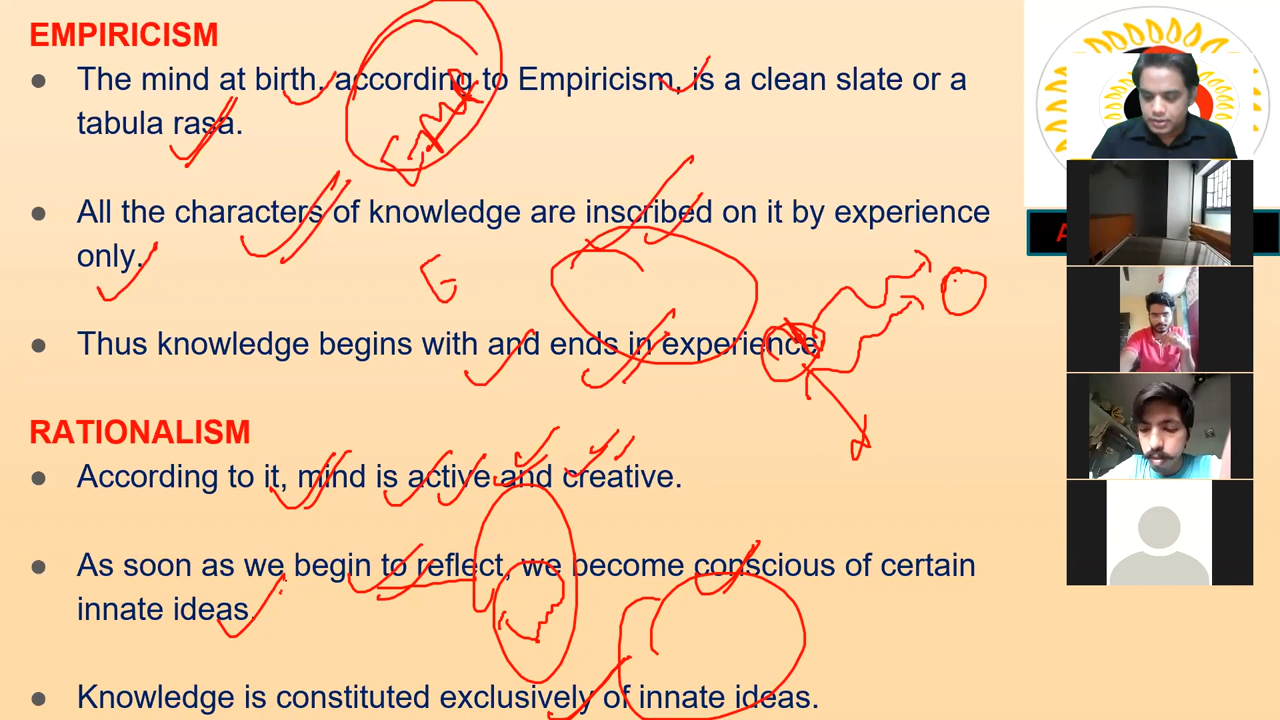 EMPIRICISM
● The mind at birth, according to Empiricism, is a clean slate or a
tabula rasa.
● All the characters of knowledge are inscribed on it by experience
only.
● Thus knowledge begins with and ends in experience
RATIONALISM
● According to it, mind is active and creative.
● As soon as we begin to reflect, we become conscious of certain
innate ideas.
● Knowledge is constituted exclusively of innate ideas.